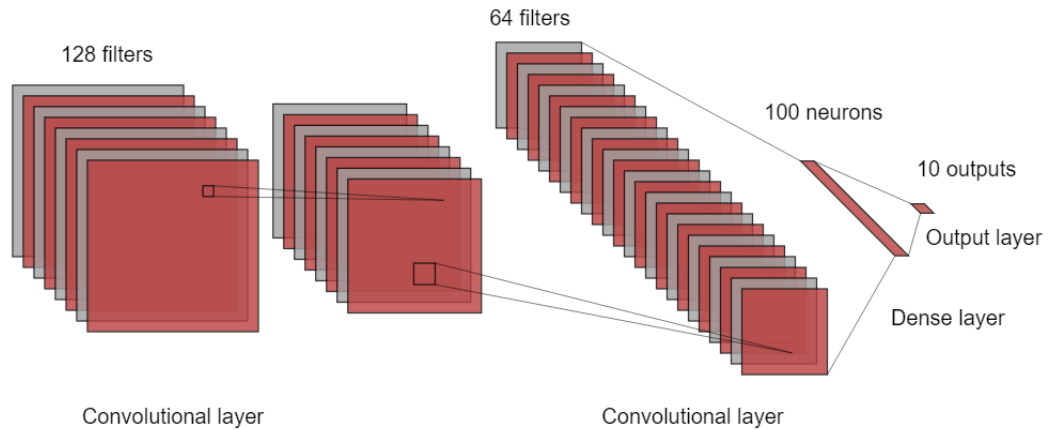 128 filters
64 filters
100 neurons
10 outputs
Output layer
Dense layer
Convolutional layer
Convolutional layer